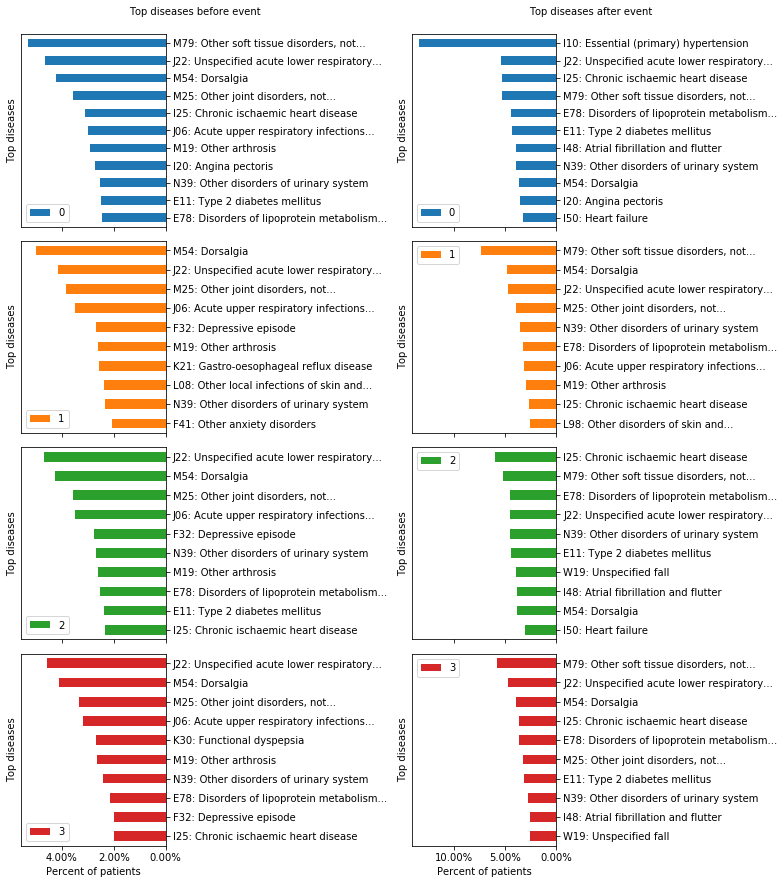 Top diseases before event
Top diseases
M79: Other soft tissue disorders, not...
J22: Unspecified acute lower respiratory...
M54: Dorsalgia
M25: Other joint disorders, not...
I25: Chronic ischaemic heart disease
J06: Acute upper respiratory infections...
M19: Other arthrosis
I20: Angina pectoris
N39: Other disorders of urinary system
E11: Type 2 diabetes mellitus
E78: Disorders of lipoprotein metabolism...
0
Top diseases after event
Top diseases
I10: Essential (primary) hypertension
J22: Unspecified acute lower respiratory...
I25: Chronic ischaemic heart disease
M79: Other soft tissue disorders, not...
E78: Disorders of lipoprotein metabolism...
E11: Type 2 diabetes mellitus
I48: Atrial fibrillation and flutter
N39: Other disorders of urinary system
M54: Dorsalgia
I20: Angina pectoris
I50: Heart failure
0
Top diseases
M54: Dorsalgia
J22: Unspecified acute lower respiratory...
M25: Other joint disorders, not...
J06: Acute upper respiratory infections...
F32: Depressive episode
M19: Other arthrosis
K21: Gastro-oesophageal reflux disease
L08: Other local infections of skin and...
N39: Other disorders of urinary system
F41: Other anxiety disorders
1
Top diseases
1
M79: Other soft tissue disorders, not...
M54: Dorsalgia
J22: Unspecified acute lower respiratory...
M25: Other joint disorders, not...
N39: Other disorders of urinary system
E78: Disorders of lipoprotein metabolism...
J06: Acute upper respiratory infections...
M19: Other arthrosis
I25: Chronic ischaemic heart disease
L98: Other disorders of skin and...
Top diseases
J22: Unspecified acute lower respiratory...
M54: Dorsalgia
M25: Other joint disorders, not...
J06: Acute upper respiratory infections...
F32: Depressive episode
N39: Other disorders of urinary system
M19: Other arthrosis
E78: Disorders of lipoprotein metabolism...
E11: Type 2 diabetes mellitus
I25: Chronic ischaemic heart disease
2
Top diseases
2
I25: Chronic ischaemic heart disease
M79: Other soft tissue disorders, not...
E78: Disorders of lipoprotein metabolism...
J22: Unspecified acute lower respiratory...
N39: Other disorders of urinary system
E11: Type 2 diabetes mellitus
W19: Unspecified fall
I48: Atrial fibrillation and flutter
M54: Dorsalgia
I50: Heart failure
Top diseases
J22: Unspecified acute lower respiratory...
M54: Dorsalgia
M25: Other joint disorders, not...
J06: Acute upper respiratory infections...
K30: Functional dyspepsia
M19: Other arthrosis
N39: Other disorders of urinary system
E78: Disorders of lipoprotein metabolism...
F32: Depressive episode
I25: Chronic ischaemic heart disease
3
4.00% 2.00% 0.00%
Percent of patients
Top diseases
3
M79: Other soft tissue disorders, not...
J22: Unspecified acute lower respiratory...
M54: Dorsalgia
I25: Chronic ischaemic heart disease
E78: Disorders of lipoprotein metabolism...
M25: Other joint disorders, not...
E11: Type 2 diabetes mellitus
N39: Other disorders of urinary system
I48: Atrial fibrillation and flutter
W19: Unspecified fall
10.00% 5.00% 0.00%
Percent of patients